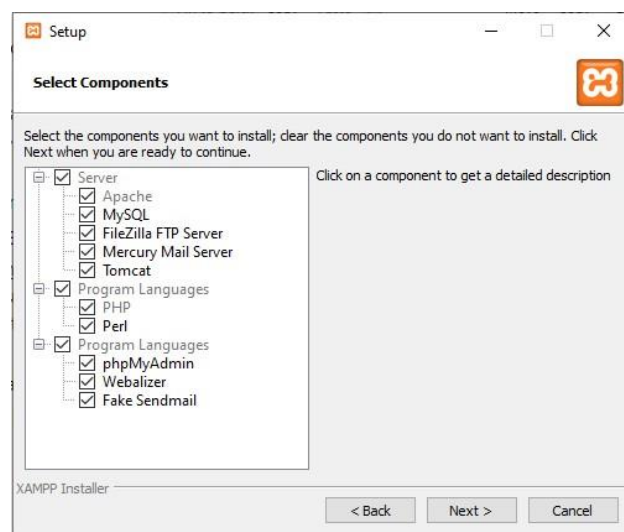 Setup
Select Components
Select the components you want to install; clear the components you do not want to install. Click
Next when you are ready to continue.
Server
Apache
MySQL
FileZilla FTP Server
Mercury Mail Server
Tomcat
Program Languages
PHP
Perl
Program Languages
phpMyAdmin
Webalizer
Fake Sendmail
Click on a component to get a detailed description
XAMPP Installer
< Back
Next >
Cancel